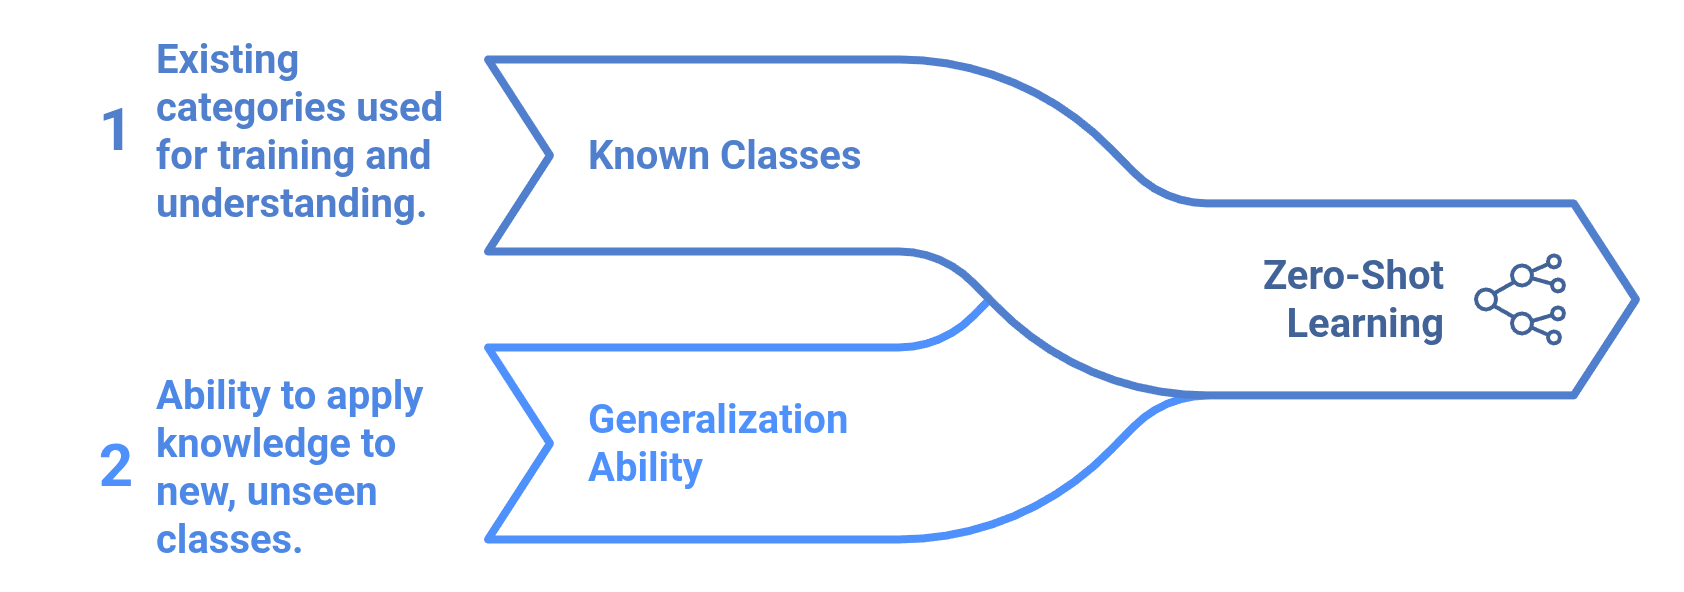 1
Existing
categories used
for training and
understanding.
Known Classes
2
Ability to apply
knowledge to
new, unseen
classes.
Generalization
Ability
Zero-Shot
Learning